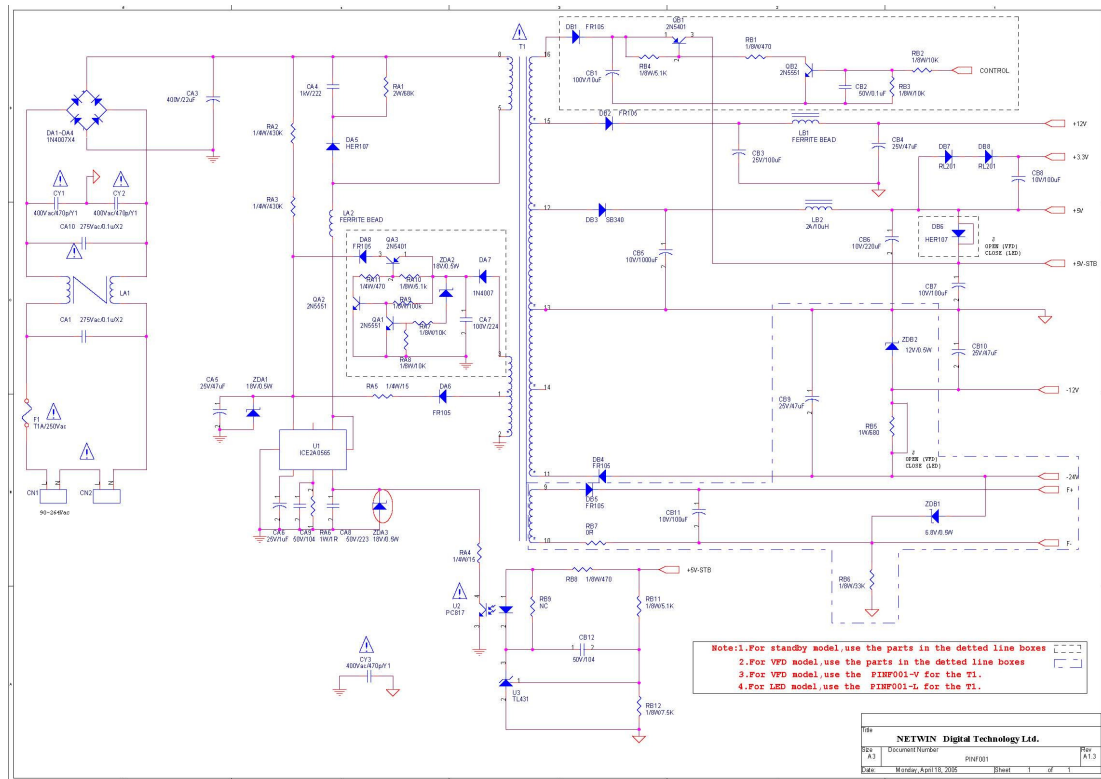 DB1 FR105
QB1
2N5401
RB1
1/8W/470
RB2
1/8W/10K
CONTROL
RB4
1/8W/5.1K
CB1
100V/10uF
QB2
2N5551
CB2
50V/0.1uF
RB3
1/8W/10K
T1
CA3
400V/22uF
CA4
1kV/222
RA1
2W/68K
DA1~DA4
1N4007X4
RA2
1/4W/430K
DA5
HER107
DB2 FR106
LB1
FERRITE BEAD
CB3
25V/100uF
CB4
25V/47uF
+12V
DB7
RL201
DB8
RL201
+3.3V
CB8
10V/100uF
CY1
400Vac/470p/Y1
CY2
400Vac/470p/Y1
CA10 275Vac/0.1u/X2
RA3
1/4W/430K
LA2
FERRITE BEAD
DB3 SB340
LB2
2A/10uH
+5V
DB6
HER107
OPEN (VFD)
CLOSE (LED)
CB5
10V/1000uF
CB6
10V/220uF
+5V-STB
CB7
10V/100uF
DA8
FR105
QA3
2N5401
ZDA2
18V/0.5W
DA7
1N4007
RA11
1/4W/470
RA10
1/8W/5.1k
RA9
1/8W/100k
QA2
2N5551
QA1
2N5551
RA7
1/8W/10K
RA8
1/8W/10K
CA7
100V/224
LA1
CA1 275Vac/0.1u/X2
ZDB2
12V/0.5W
CB10
25V/47uF
CA5
25V/47uF
ZDA1
18V/0.5W
RA5 1/4W/15
DA6
FR105
-12V
CB9
25V/47uF
RB5
1W/680
OPEN (VFD)
CLOSE (LED)
F1
T1A/250Vac
U1
ICE2A0565
DB4
FR105
-24V
CN1
CN2
90-264Vac
DB5
FR105
F+
CB11
10V/100uF
ZDB1
6.8V/0.5W
CA6
25V/1uF
CA9
50V/104
RA6
1W/1R
CA8
50V/223
ZDA3
18V/0.5W
RB7
0R
F-
RA4
1/4W/15
RB6
1/8W/33K
U2
PC817
RB8 1/8W/470
+5V-STB
RB9
NC
RB11
1/8W/5.1K
CB12
50V/104
CY3
400Vac/470p/Y1
U3
TL431
RB12
1/8W/7.5K
Note:1.For standby model,use the parts in the detted line boxes
2.For VFD model,use the parts in the detted line boxes
3.For VFD model,use the PINF001-V for the T1.
4.For LED model,use the PINF001-L for the T1.
Title
NETWIN Digital Technology Ltd.
Size
A3
Document Number
PINF001
Rev
A1.3
Date: Monday, April 18, 2005 Sheet 1 of 1